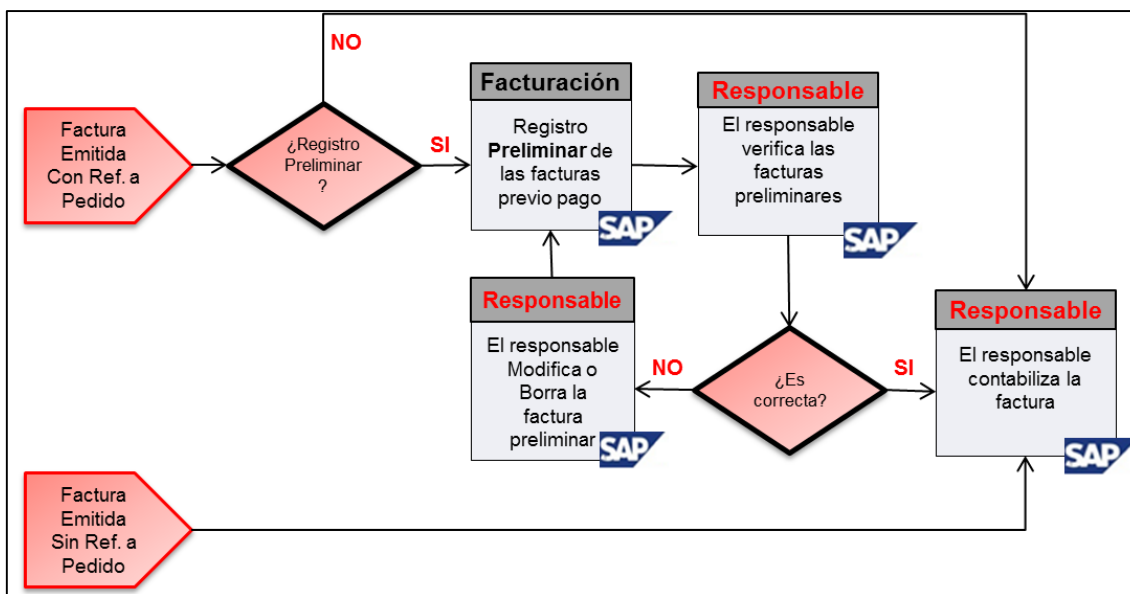 NO
Factura
Emitida
Con Ref. a
Pedido
¿Registro
Preliminar
?
SI
Facturación
Registro
Preliminar de
las facturas
previo pago
SAP
Responsable
El responsable
verifica las
facturas
preliminares
SAP
Responsable
El responsable
Modifica o
Borra la
factura
preliminar
SAP
NO
¿Es
correcta?
SI
Responsable
El responsable
contabiliza la
factura
SAP
Factura
Emitida
Sin Ref. a
Pedido